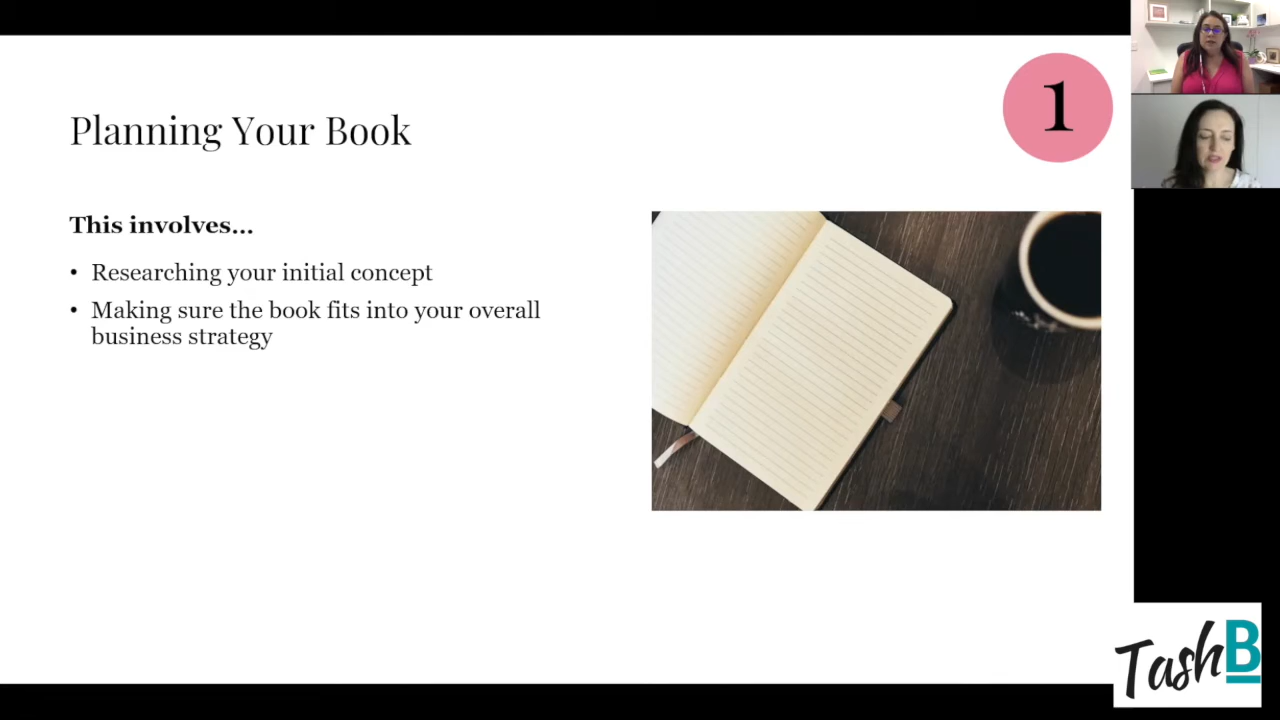 1
Planning Your Book
This involves...
• Researching your initial concept
• Making sure the book fits into your overall
business strategy
TashB